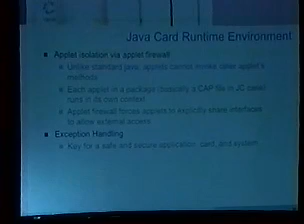 Java Card Runtime Environment
Applet isolation via applet firewall
Unlike standard java, applets cannot invoke other applet's
methods
Each applet in a package (basically a CAP file in JC case)
runs in its own context
Applet firewall forces applets to explicitly share interfaces
to allow external access
Exception Handling
Key for a safe and secure application, card, and system